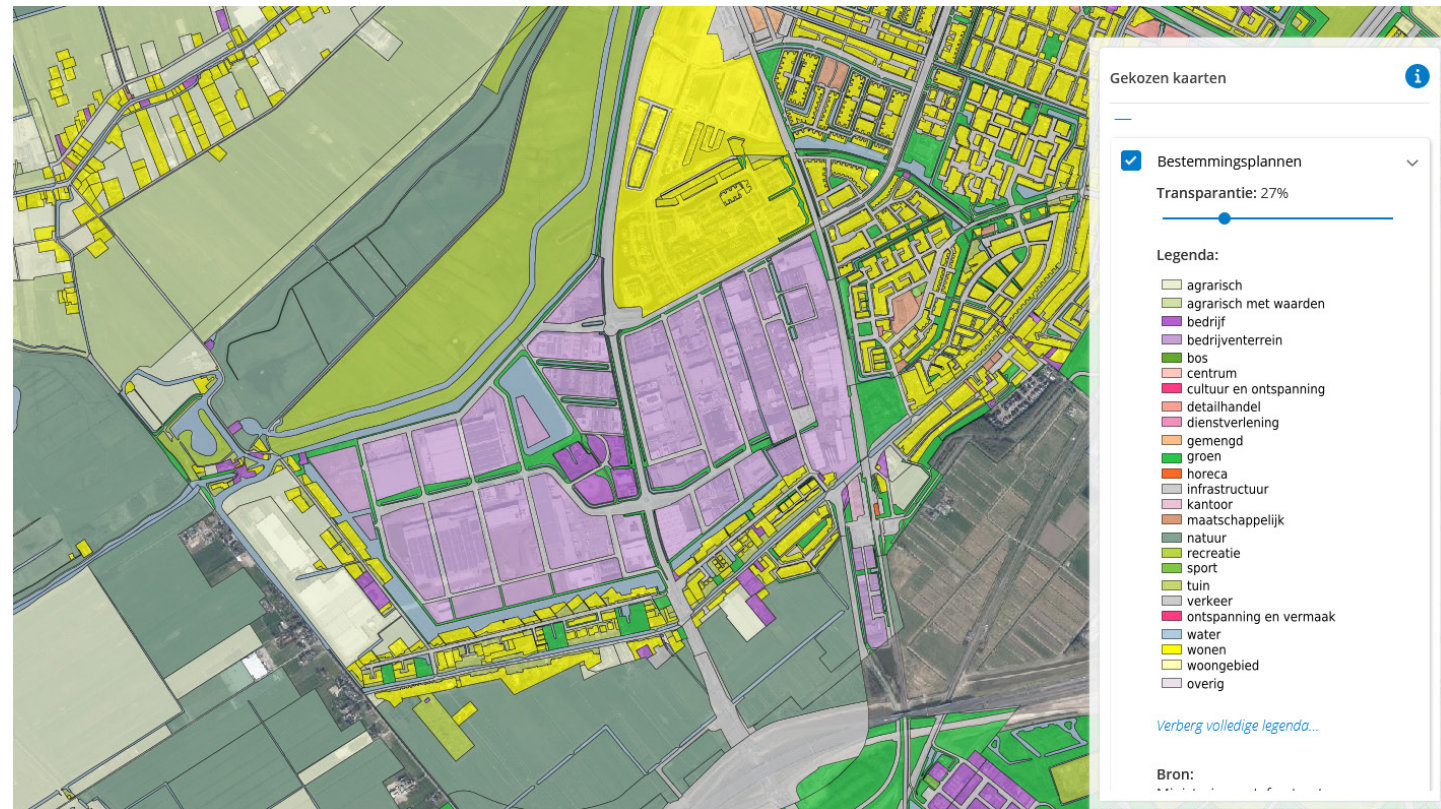 Gekozen kaarten
Bestemmingsplannen
Transparantie: 27%
Legenda:
agrarisch
agrarisch met waarden
bedrijf
bedrijventerrein
bos
centrum
cultuur en ontspanning
detailhandel
dienstverlening
gemengd
groen
horeca
infrastructuur
kantoor
maatschappelijk
natuur
recreatie
sport
tuin
verkeer
ontspanning en vermaak
water
wonen
woongebied
overig
Verberg volledige legenda...
Bron: